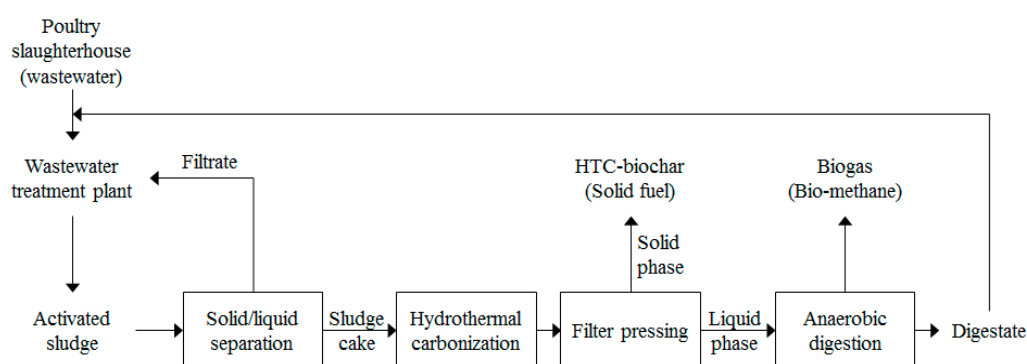 Poultry
slaughterhouse
(wastewater)
Wastewater
treatment plant
Filtrate
HTC-biochar
(Solid fuel)
Biogas
(Bio-methane)
Solid
phase
Activated
sludge
Solid/liquid
separation
Sludge
cake
Hydrothermal
carbonization
Filter pressing
Liquid
phase
Anaerobic
digestion
Digestate